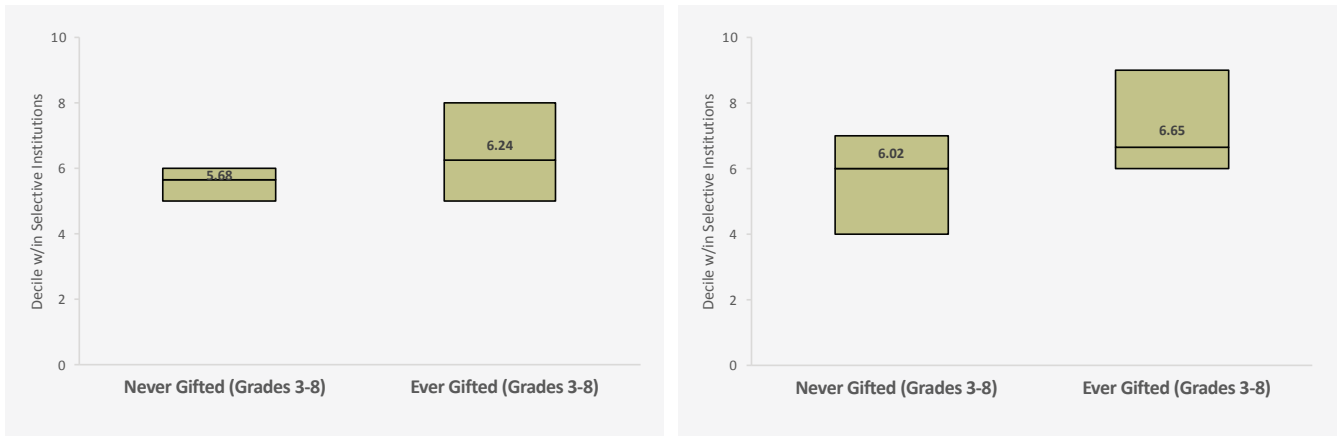 10
8
6
4
2
0
Decile w/in Selective Institutions
5.68
6.24
Never Gifted (Grades 3-8)
Ever Gifted (Grades 3-8)
10
8
6
4
2
0
Decile w/in Selective Institutions
6.02
6.65
Never Gifted (Grades 3-8)
Ever Gifted (Grades 3-8)